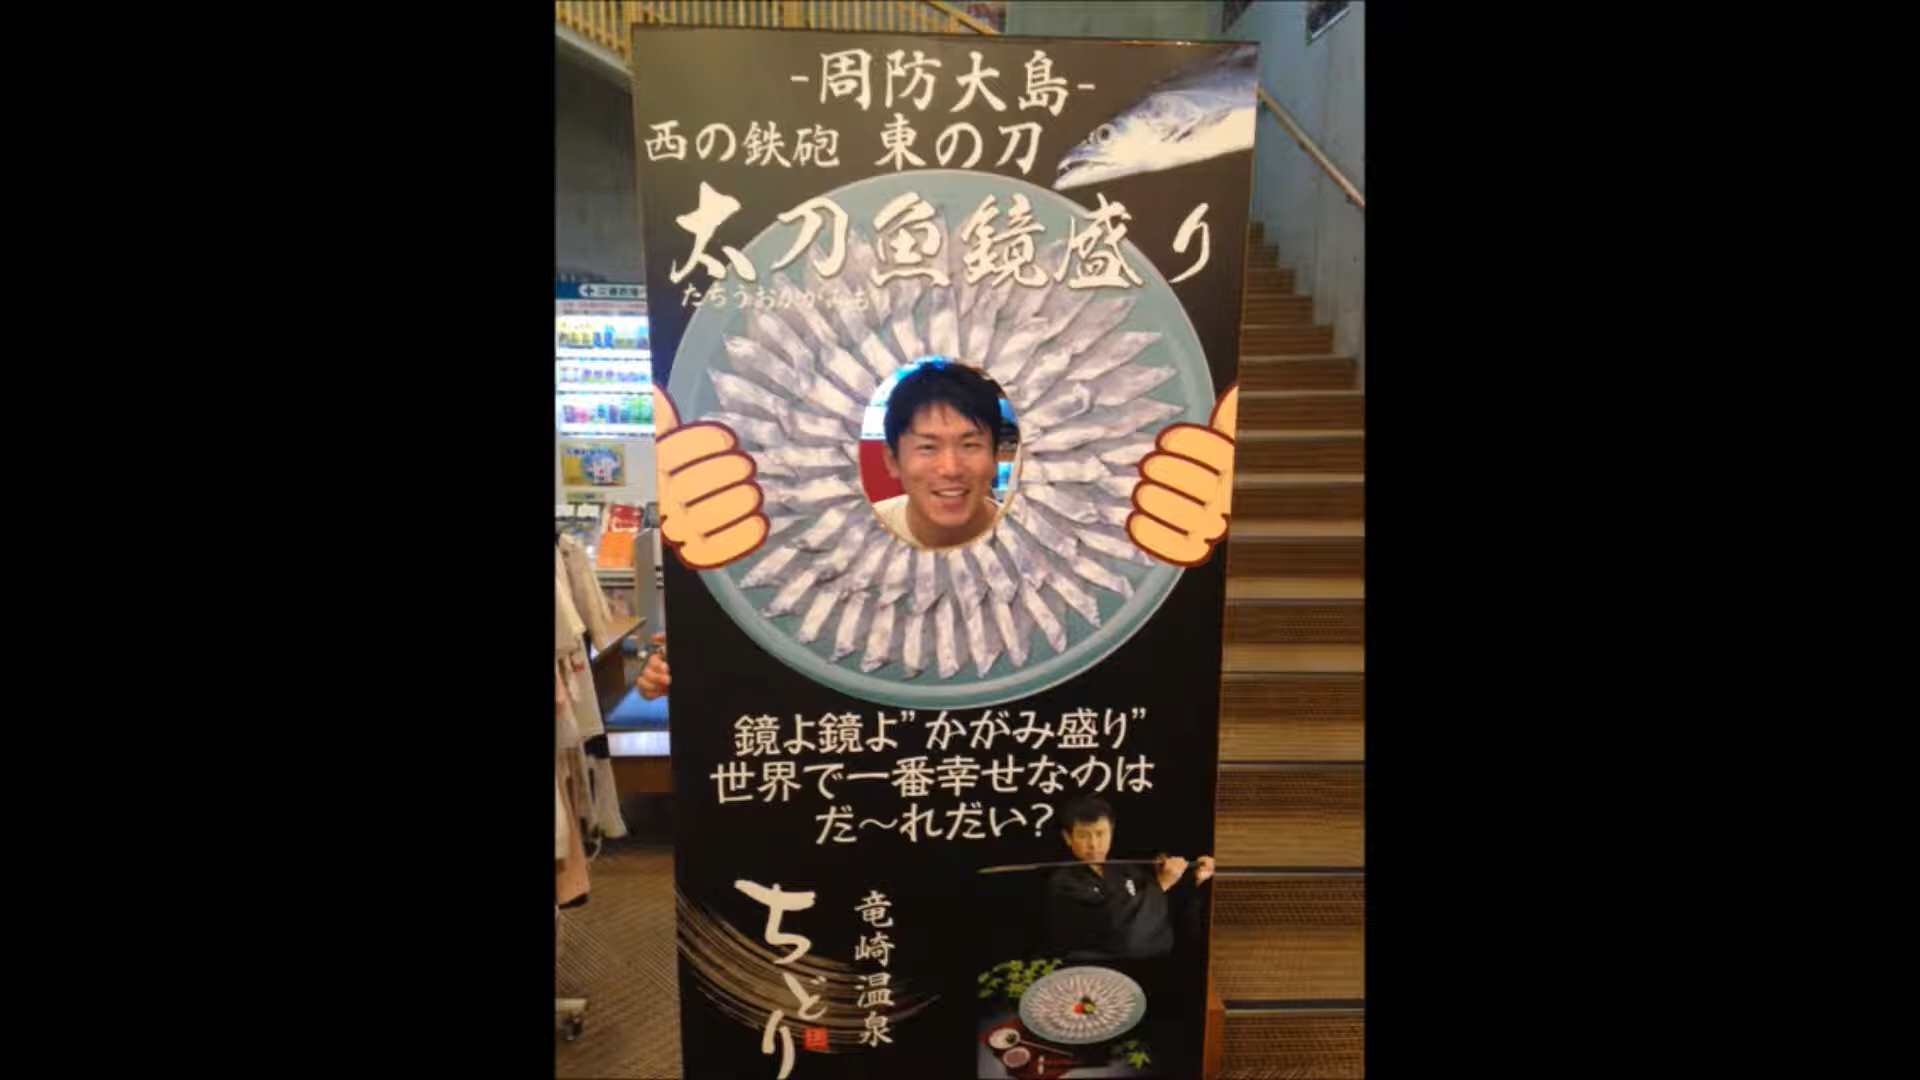 -周防大島-
西の鉄砲 東の刀
太刀魚鏡盛り
たちうおかがみもり
鏡よ鏡よ”かがみ盛り”
世界で一番幸せなのは
だ〜れだい?
ちどり
竜崎温泉